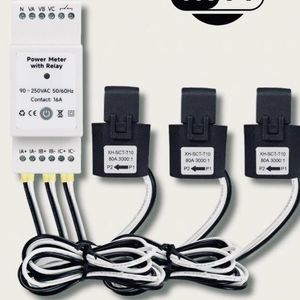 N VA VB VC
Power Meter
with Relay
90 - 250VAC 50/60Hz
Contact: 16A
IA+ IA- IB+ IB- IC+ IC-
XH-SCT-T10
80A 3000:1
P2 P1
XH-SCT-T10
80A 3000:1
P2 P1
XH-SCT-T10
80A 3000:1
P2 P1